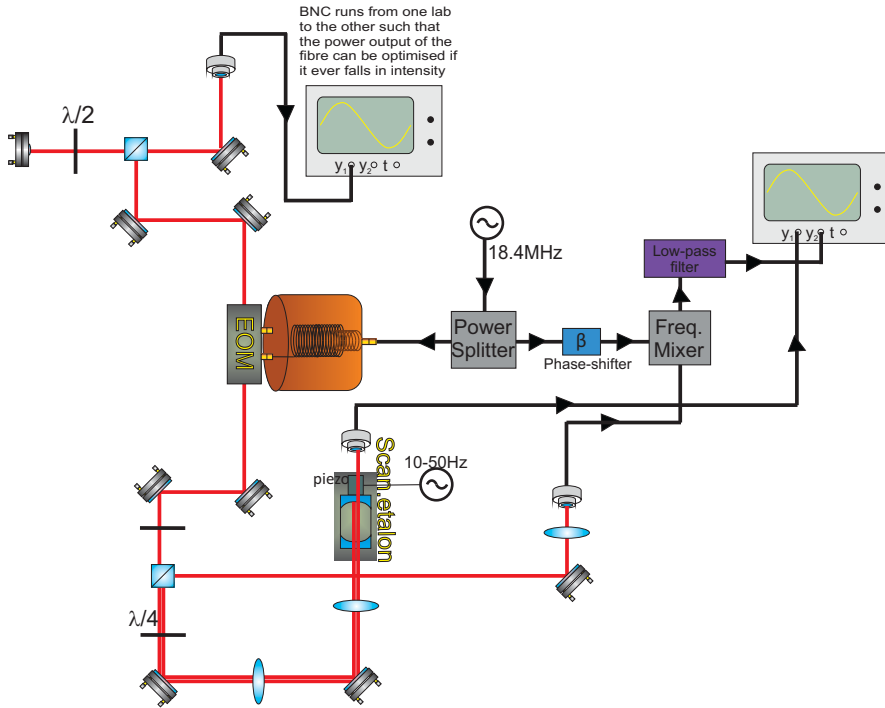 BNC runs from one lab
to the other such that
the power output of the
fibre can be optimised if
it ever falls in intensity
λ/2
y₁ y₂ t
y₁ y₂ t
18.4MHz
Low-pass
filter
EOM
Power
Splitter
β
Phase-shifter
Freq.
Mixer
Scan.etalon
10-50Hz
piezo
λ/4